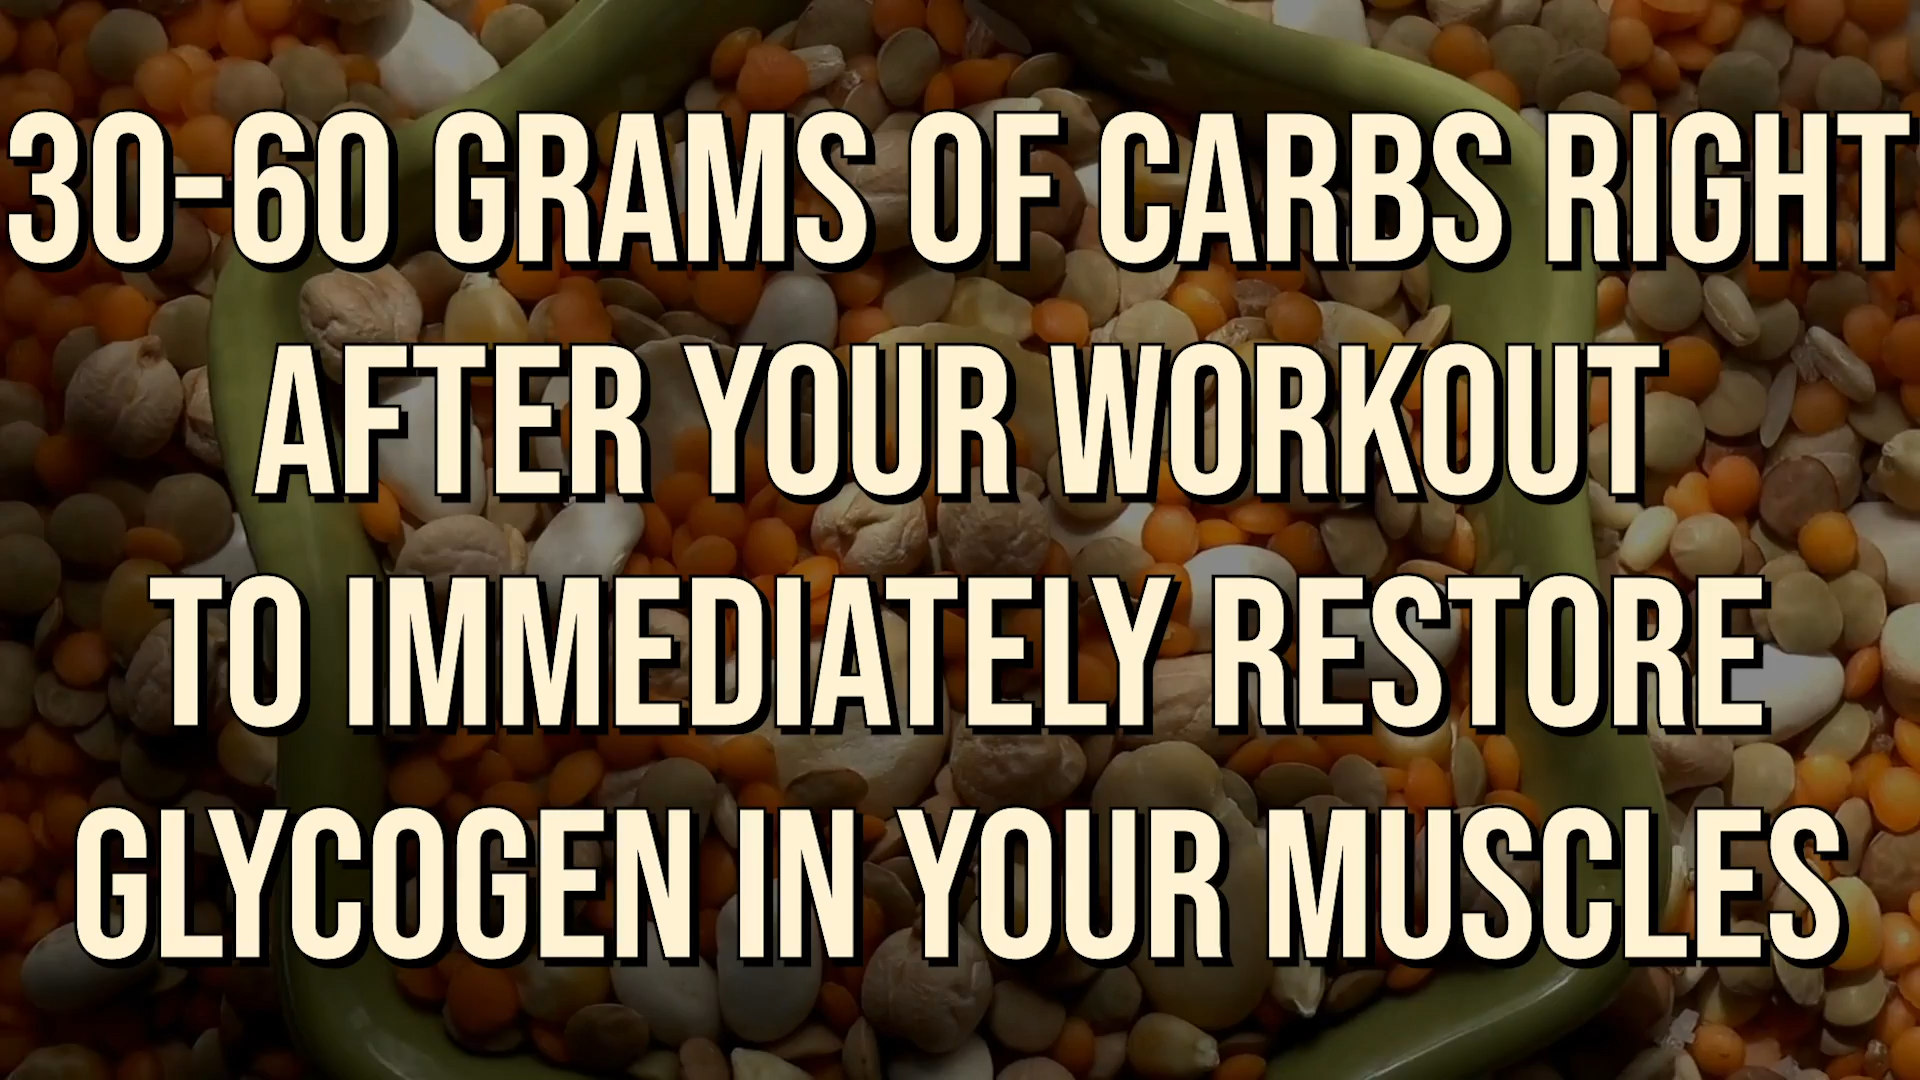 30-60 GRAMS OF CARBS RIGHT
AFTER YOUR WORKOUT
TO IMMEDIATELY RESTORE
GLYCOGEN IN YOUR MUSCLES